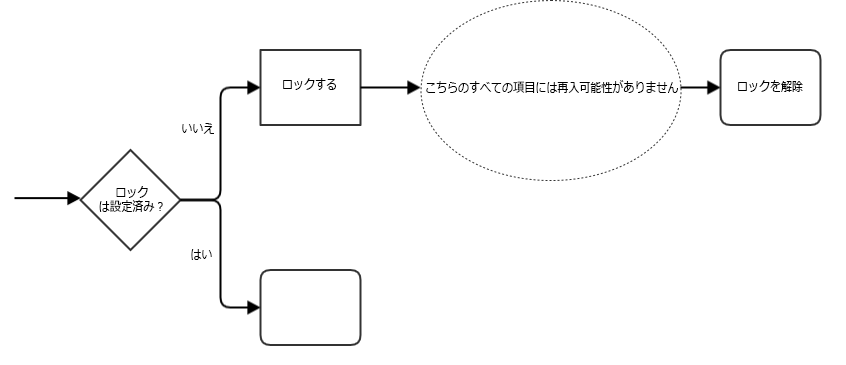 ロックする
こちらのすべての項目には再入可能性がありません
ロックを解除
いいえ
ロック
は設定済み？
はい